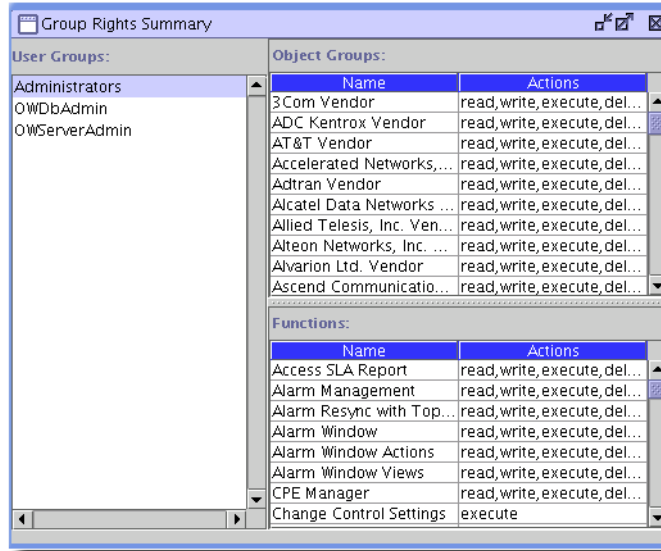 Group Rights Summary
User Groups:
Administrators
OWDbAdmin
OWServerAdmin
Object Groups:
Name Actions
3Com Vendor read,write,execute,del...
ADC Kentrox Vendor read,write,execute,del...
AT&T Vendor read,write,execute,del...
Accelerated Networks,... read,write,execute,del...
Adtran Vendor read,write,execute,del...
Alcatel Data Networks ... read,write,execute,del...
Allied Telesis, Inc. Ven... read,write,execute,del...
Alteon Networks, Inc. ... read,write,execute,del...
Alvarion Ltd. Vendor read,write,execute,del...
Ascend Communicatio... read,write,execute,del...
Functions:
Name Actions
Access SLA Report read,write,execute,del...
Alarm Management read,write,execute,del...
Alarm Resync with Top... read,write,execute,del...
Alarm Window read,write,execute,del...
Alarm Window Actions read,write,execute,del...
Alarm Window Views read,write,execute,del...
CPE Manager read,write,execute,del...
Change Control Settings execute